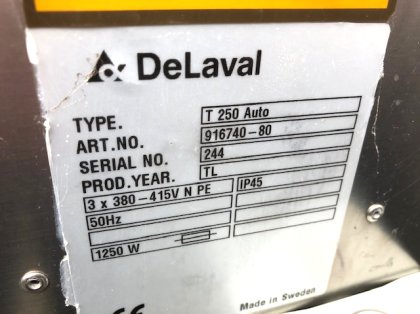 DeLaval
TYPE. T 250 Auto
ART.NO. 916740-80
SERIAL NO. 244
PROD.YEAR. TL
3 x 380-415V N PE IP45
50Hz
1250 W
Made in Sweden
CE